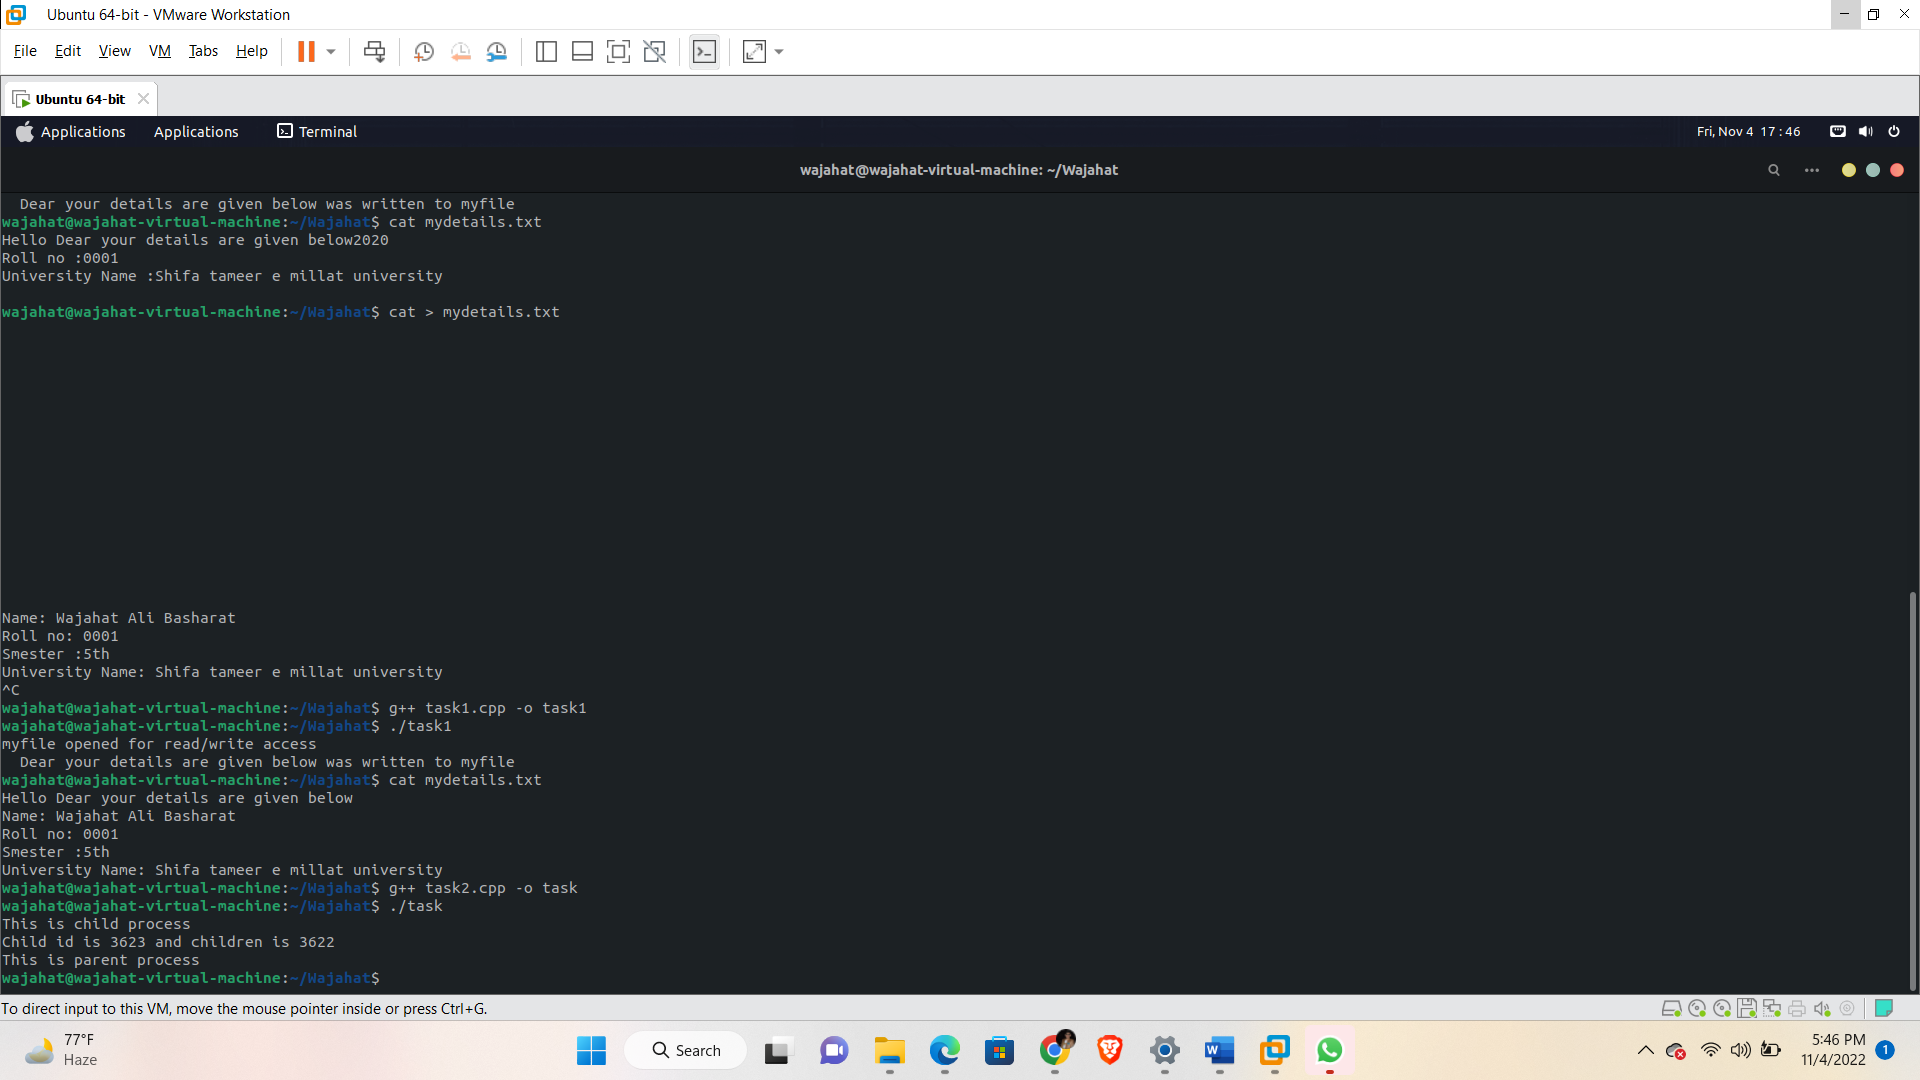 Ubuntu 64-bit - VMware Workstation
File Edit View VM Tabs Help
Ubuntu 64-bit
Applications Applications Terminal Fri, Nov 4 17 : 46
wajahat@wajahat-virtual-machine: ~/Wajahat
Dear your details are given below was written to myfile
wajahat@wajahat-virtual-machine:~/Wajahat$ cat mydetails.txt
Hello Dear your details are given below2020
Roll no :0001
University Name :Shifa tameer e millat university
wajahat@wajahat-virtual-machine:~/Wajahat$ cat > mydetails.txt
Name: Wajahat Ali Basharat
Roll no: 0001
Smester :5th
University Name: Shifa tameer e millat university
^C
wajahat@wajahat-virtual-machine:~/Wajahat$ g++ task1.cpp -o task1
wajahat@wajahat-virtual-machine:~/Wajahat$ ./task1
myfile opened for read/write access
Dear your details are given below was written to myfile
wajahat@wajahat-virtual-machine:~/Wajahat$ cat mydetails.txt
Hello Dear your details are given below
Name: Wajahat Ali Basharat
Roll no: 0001
Smester :5th
University Name: Shifa tameer e millat university
wajahat@wajahat-virtual-machine:~/Wajahat$ g++ task2.cpp -o task
wajahat@wajahat-virtual-machine:~/Wajahat$ ./task
This is child process
Child id is 3623 and children is 3622
This is parent process
wajahat@wajahat-virtual-machine:~/Wajahat$
To direct input to this VM, move the mouse pointer inside or press Ctrl+G.
77°F
Haze
Search
5:46 PM
11/4/2022
1